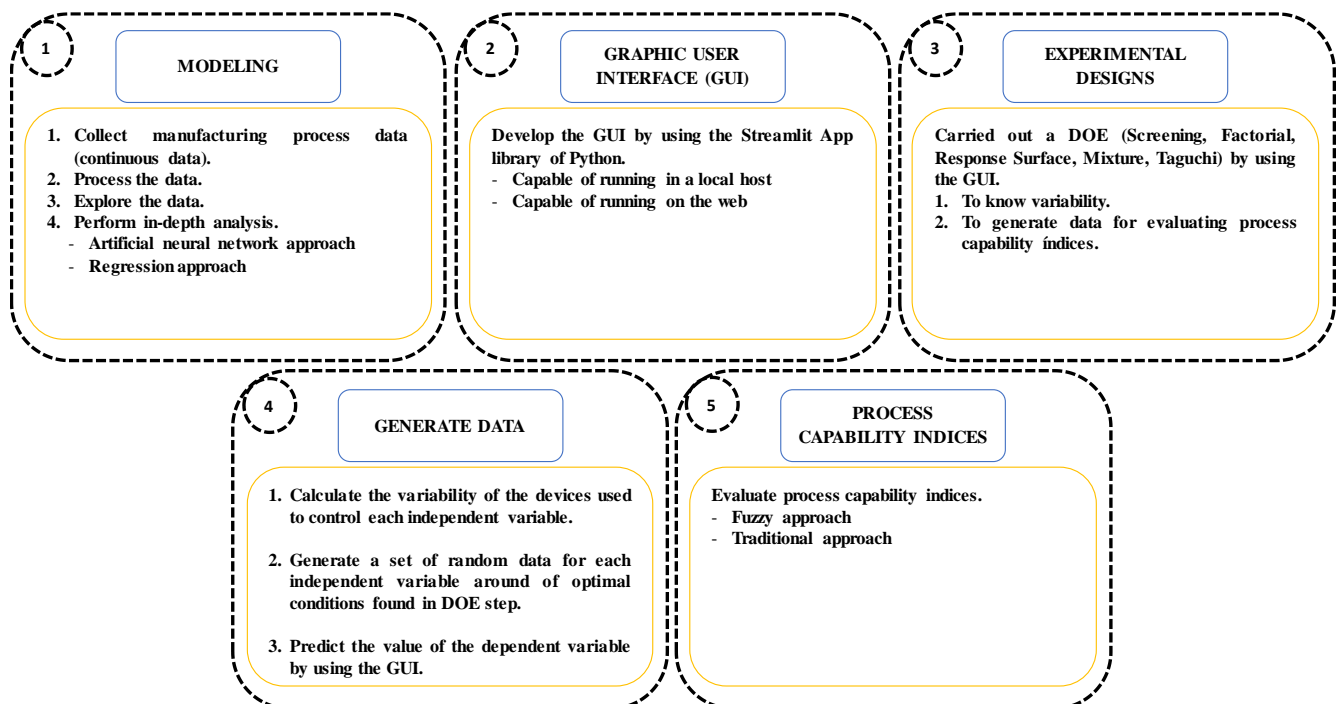 1
MODELING
1. Collect manufacturing process data
(continuous data).
2. Process the data.
3. Explore the data.
4. Perform in-depth analysis.
- Artificial neural network approach
- Regression approach
2
GRAPHIC USER
INTERFACE (GUI)
Develop the GUI by using the Streamlit App
library of Python.
- Capable of running in a local host
- Capable of running on the web
3
EXPERIMENTAL
DESIGNS
Carried out a DOE (Screening, Factorial,
Response Surface, Mixture, Taguchi) by using
the GUI.
1. To know variability.
2. To generate data for evaluating process
capability índices.
4
GENERATE DATA
1. Calculate the variability of the devices used
to control each independent variable.
2. Generate a set of random data for each
independent variable around of optimal
conditions found in DOE step.
3. Predict the value of the dependent variable
by using the GUI.
5
PROCESS
CAPABILITY INDICES
Evaluate process capability indices.
- Fuzzy approach
- Traditional approach